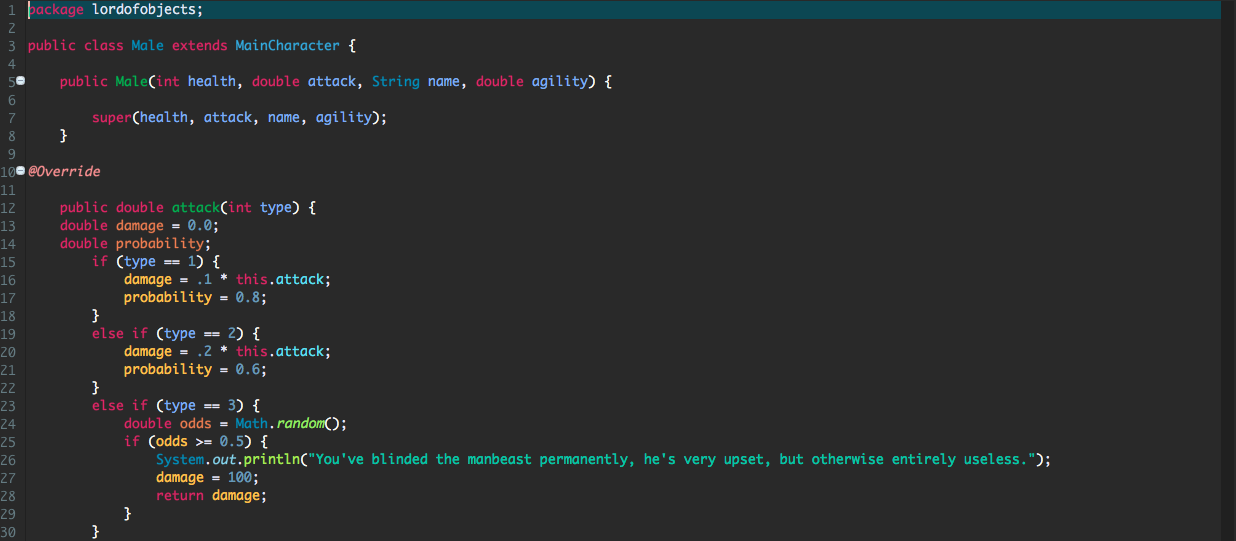 1 package lordofobjects;
2
3 public class Male extends MainCharacter {
4
5 public Male(int health, double attack, String name, double agility) {
6
7 super(health, attack, name, agility);
8 }
9
10 @Override
11
12 public double attack(int type) {
13 double damage = 0.0;
14 double probability;
15 if (type == 1) {
16 damage = .1 * this.attack;
17 probability = 0.8;
18 }
19 else if (type == 2) {
20 damage = .2 * this.attack;
21 probability = 0.6;
22 }
23 else if (type == 3) {
24 double odds = Math.random();
25 if (odds >= 0.5) {
26 System.out.println("You've blinded the manbeast permanently, he's very upset, but otherwise entirely useless.");
27 damage = 100;
28 return damage;
29 }
30 }